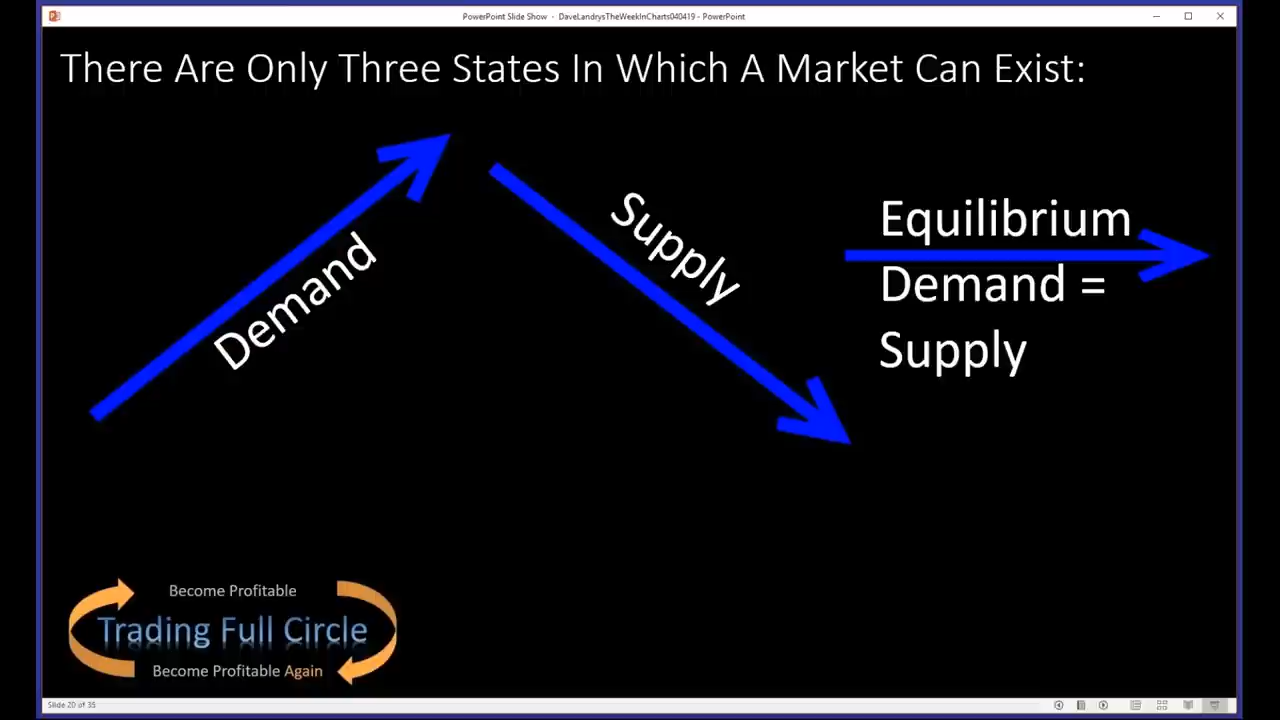 PowerPoint Slide Show - DaveLandrysTheWeekInCharts040419 - PowerPoint
There Are Only Three States In Which A Market Can Exist:
Demand
Supply
Equilibrium
Demand =
Supply
Become Profitable
Trading Full Circle
Become Profitable Again
Slide 20 of 35